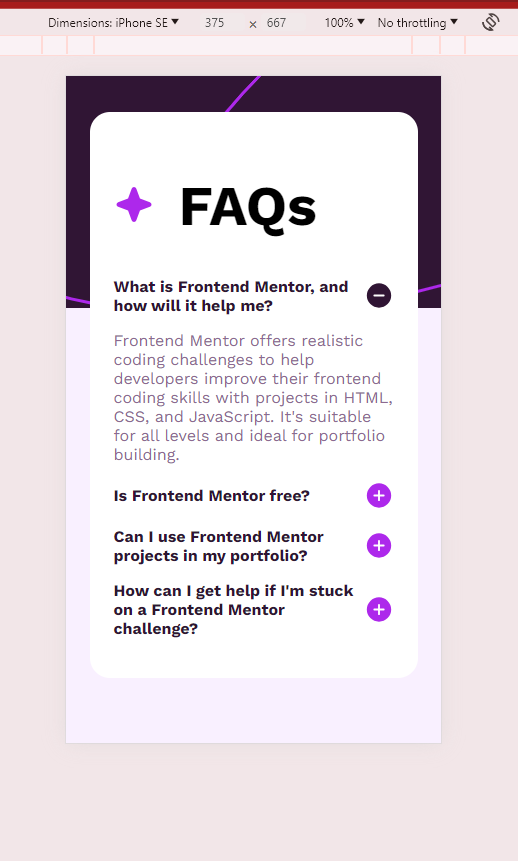 Dimensions: iPhone SE 375 × 667 100% No throttling
FAQs
What is Frontend Mentor, and
how will it help me?
Frontend Mentor offers realistic
coding challenges to help
developers improve their frontend
coding skills with projects in HTML,
CSS, and JavaScript. It's suitable
for all levels and ideal for portfolio
building.
Is Frontend Mentor free?
Can I use Frontend Mentor
projects in my portfolio?
How can I get help if I'm stuck
on a Frontend Mentor
challenge?